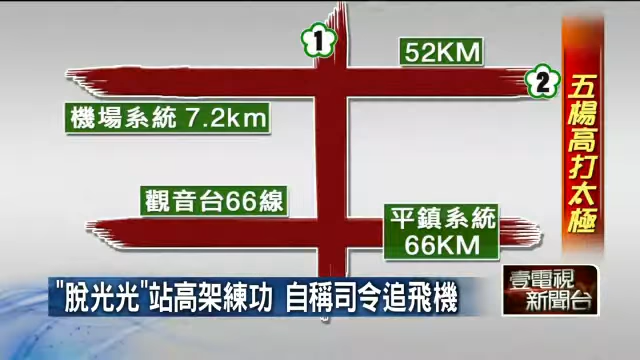 1
52KM
2
機場系統 7.2km
觀音台66線
平鎮系統
66KM
五楊高打太極
"脫光光"站高架練功 自稱司令追飛機
壹電視
新聞台